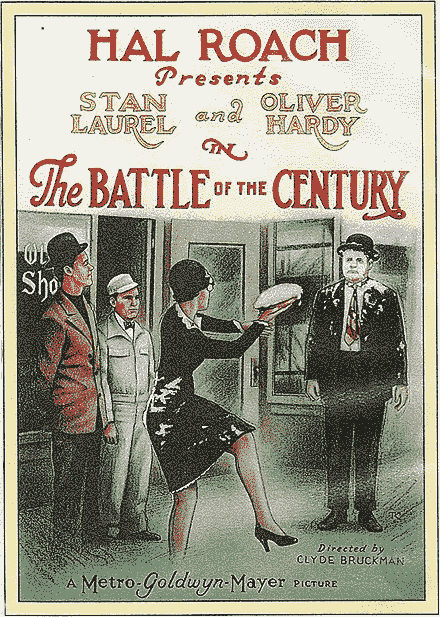 HAL ROACH
Presents
STAN LAUREL and OLIVER HARDY
IN
The BATTLE OF THE CENTURY
Sho
Directed by
CLYDE BRUCKMAN
A Metro-Goldwyn-Mayer PICTURE